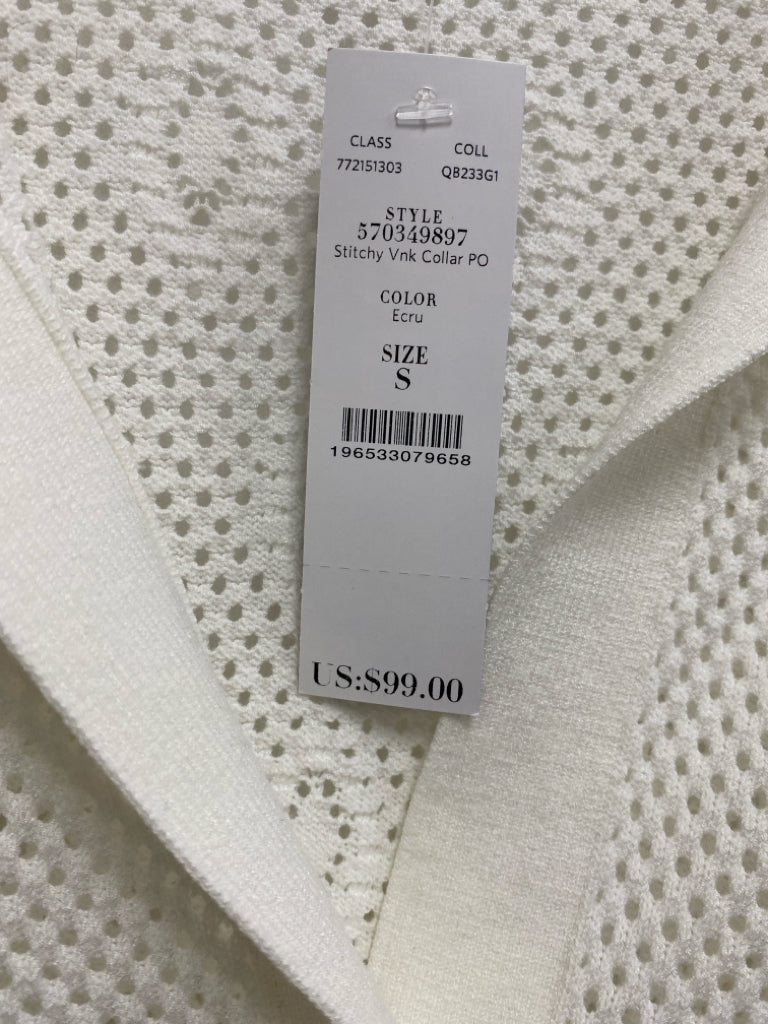 CLASS COLL
772151303 QB233G1
STYLE
570349897
Stitchy Vnk Collar PO
COLOR
Ecru
SIZE
S
196533079658
US:$99.00